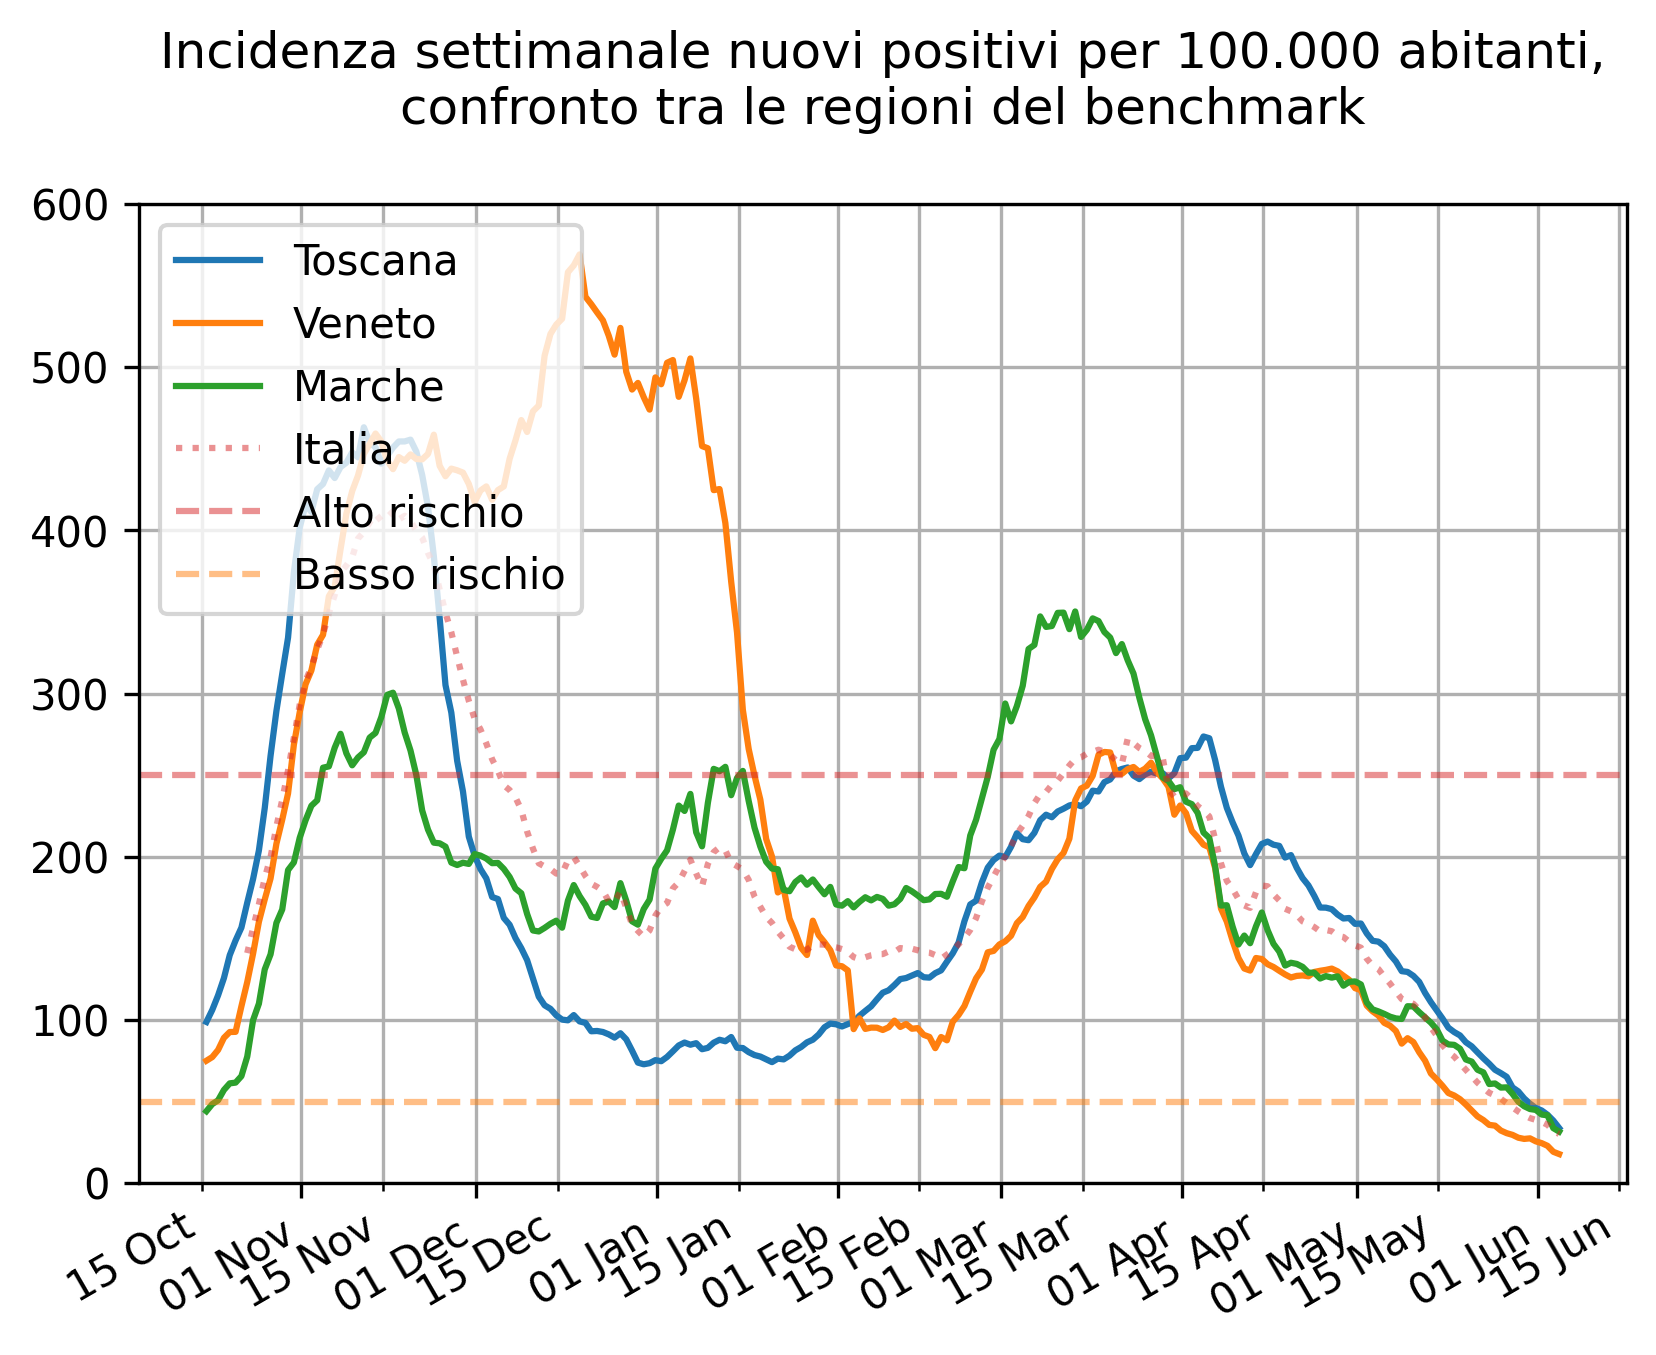 Incidenza settimanale nuovi positivi per 100.000 abitanti,
confronto tra le regioni del benchmark
600
500
400
300
200
100
0
Toscana
Veneto
Marche
Italia
Alto rischio
Basso rischio
15 Oct
01 Nov
15 Nov
01 Dec
15 Dec
01 Jan
15 Jan
01 Feb
15 Feb
01 Mar
15 Mar
01 Apr
15 Apr
01 May
15 May
01 Jun
15 Jun